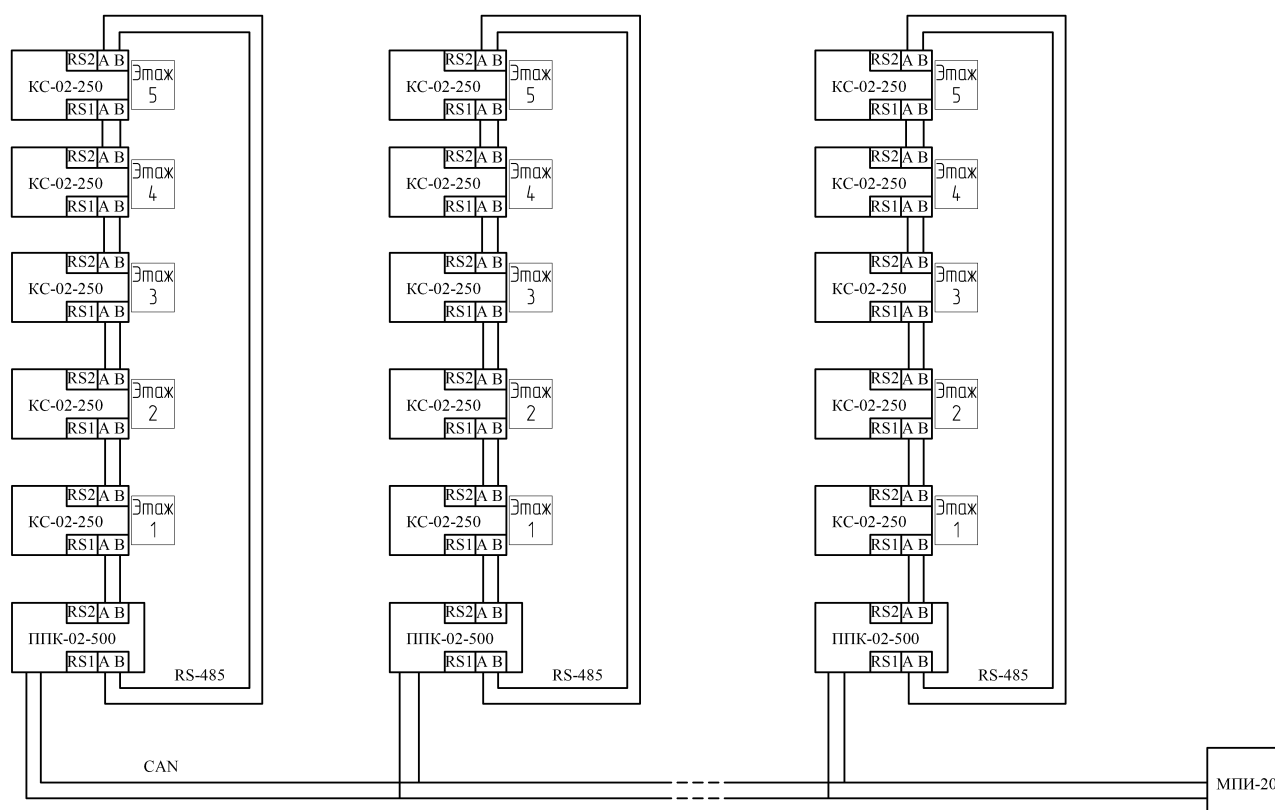 RS2 A B RS2 A B RS2 A B
Этаж Этаж Этаж
КС-02-250 КС-02-250 КС-02-250
5 5 5
RS1 A B RS1 A B RS1 A B
RS2 A B RS2 A B RS2 A B
Этаж Этаж Этаж
КС-02-250 КС-02-250 КС-02-250
4 4 4
RS1 A B RS1 A B RS1 A B
RS2 A B RS2 A B RS2 A B
Этаж Этаж Этаж
КС-02-250 КС-02-250 КС-02-250
3 3 3
RS1 A B RS1 A B RS1 A B
RS2 A B RS2 A B RS2 A B
Этаж Этаж Этаж
КС-02-250 КС-02-250 КС-02-250
2 2 2
RS1 A B RS1 A B RS1 A B
RS2 A B RS2 A B RS2 A B
Этаж Этаж Этаж
КС-02-250 КС-02-250 КС-02-250
1 1 1
RS1 A B RS1 A B RS1 A B
RS2 A B RS2 A B RS2 A B
ППК-02-500 ППК-02-500 ППК-02-500
RS1 A B RS1 A B RS1 A B
RS-485 RS-485 RS-485
CAN
МПИ-20